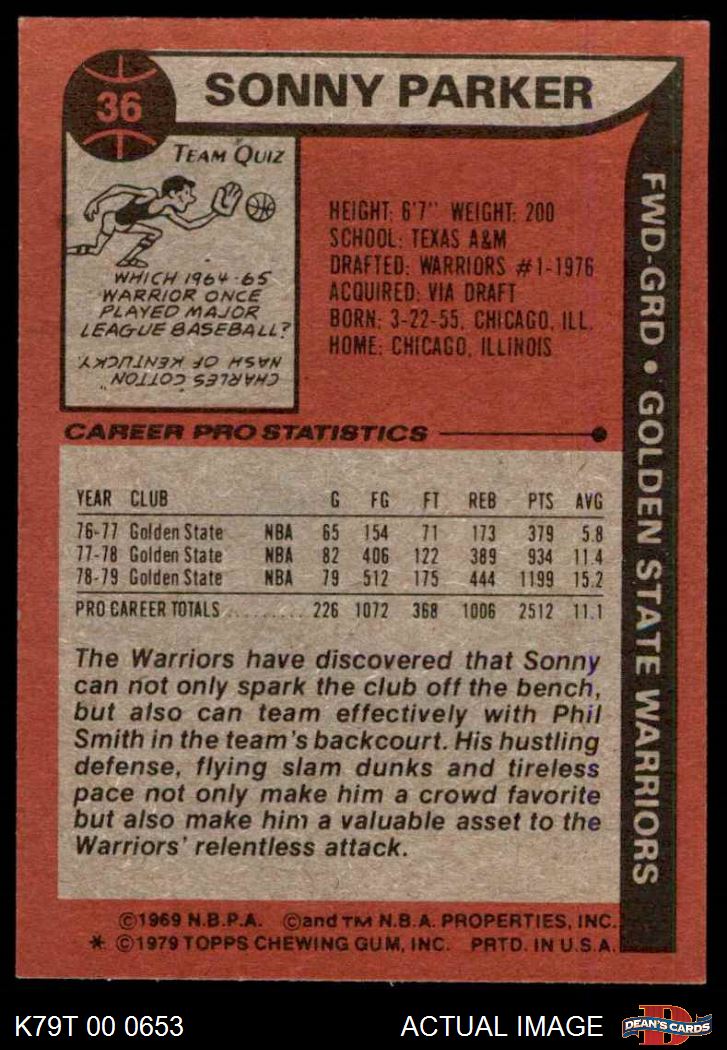 36
SONNY PARKER
TEAM QUIZ
WHICH 1964-65
WARRIOR ONCE
PLAYED MAJOR
LEAGUE BASEBALL?
CHARLES COTTON"
NASH OF KENTUCKY.
HEIGHT: 6'7" WEIGHT: 200
SCHOOL: TEXAS A&M
DRAFTED: WARRIORS #1-1976
ACQUIRED: VIA DRAFT
BORN: 3-22-55, CHICAGO, ILL.
HOME: CHICAGO, ILLINOIS
FWD-GRD • GOLDEN STATE WARRIORS
CAREER PRO STATISTICS
YEAR CLUB G FG FT REB PTS AVG
76-77 Golden State NBA 65 154 71 173 379 5.8
77-78 Golden State NBA 82 406 122 389 934 11.4
78-79 Golden State NBA 79 512 175 444 1199 15.2
PRO CAREER TOTALS ......... 226 1072 368 1006 2512 11.1
The Warriors have discovered that Sonny
can not only spark the club off the bench,
but also can team effectively with Phil
Smith in the team's backcourt. His hustling
defense, flying slam dunks and tireless
pace not only make him a crowd favorite
but also make him a valuable asset to the
Warriors' relentless attack.
©1969 N.B.P.A. ©and TM N.B.A. PROPERTIES, INC.
* ©1979 TOPPS CHEWING GUM, INC. PRTD. IN U.S.A.
K79T 00 0653
ACTUAL IMAGE
D
DEAN'S CARDS